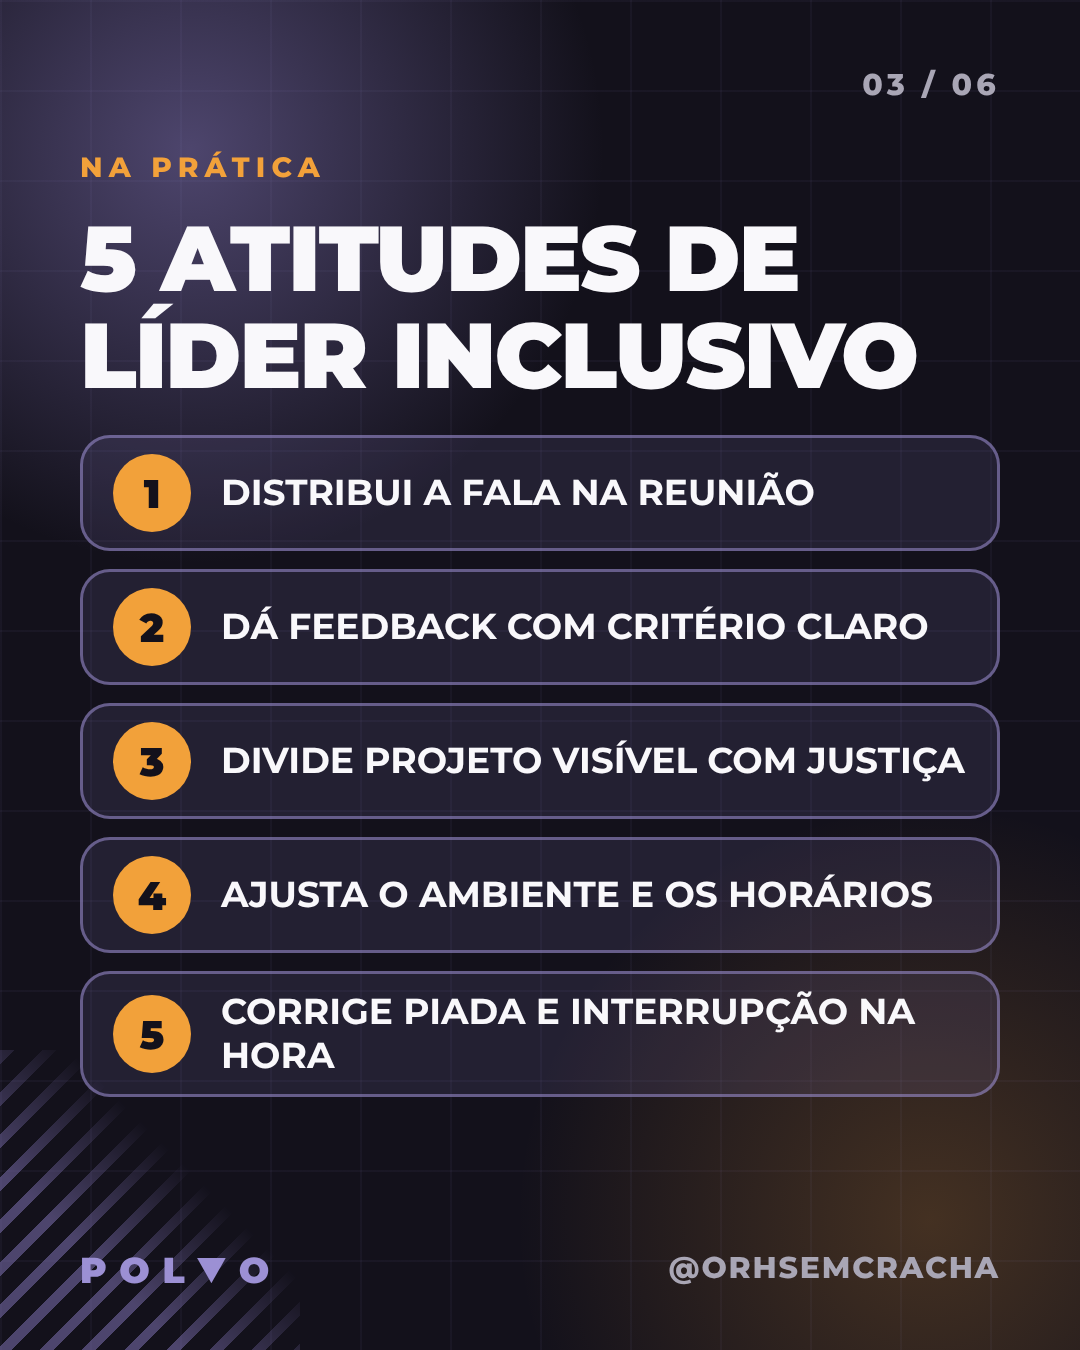 03 / 06
NA PRÁTICA
5 ATITUDES DE
LÍDER INCLUSIVO
1 DISTRIBUI A FALA NA REUNIÃO
2 DÁ FEEDBACK COM CRITÉRIO CLARO
3 DIVIDE PROJETO VISÍVEL COM JUSTIÇA
4 AJUSTA O AMBIENTE E OS HORÁRIOS
5 CORRIGE PIADA E INTERRUPÇÃO NA
HORA
POL▼O
@ORHSEMCRACHA